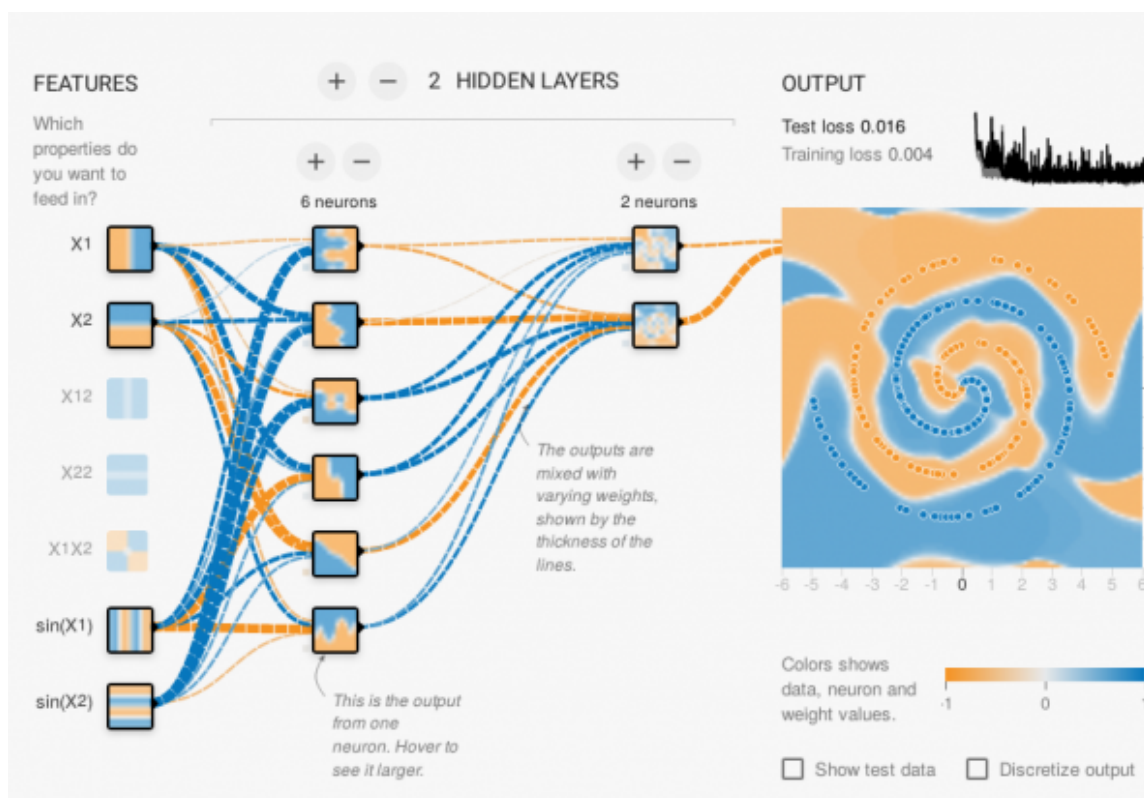 FEATURES
+ − 2 HIDDEN LAYERS
OUTPUT
Which
properties do
you want to
feed in?
+ −
6 neurons
+ −
2 neurons
Test loss 0.016
Training loss 0.004
X1
X2
X12
X22
X1X2
sin(X1)
sin(X2)
The outputs are
mixed with
varying weights,
shown by the
thickness of the
lines.
This is the output
from one
neuron. Hover to
see it larger.
-6 -5 -4 -3 -2 -1 0 1 2 3 4 5 6
Colors shows
data, neuron and
weight values.
-1 0 1
Show test data
Discretize output